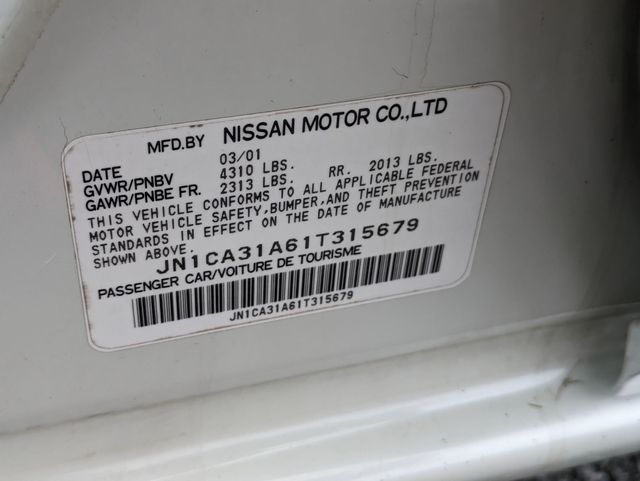 MFD.BY NISSAN MOTOR CO.,LTD
DATE 03/01
GVWR/PNBV 4310 LBS.
GAWR/PNBE FR. 2313 LBS. RR. 2013 LBS.
THIS VEHICLE CONFORMS TO ALL APPLICABLE FEDERAL
MOTOR VEHICLE SAFETY,BUMPER,AND THEFT PREVENTION
STANDARDS IN EFFECT ON THE DATE OF MANUFACTURE
SHOWN ABOVE.
JN1CA31A61T315679
PASSENGER CAR/VOITURE DE TOURISME
JN1CA31A61T315679